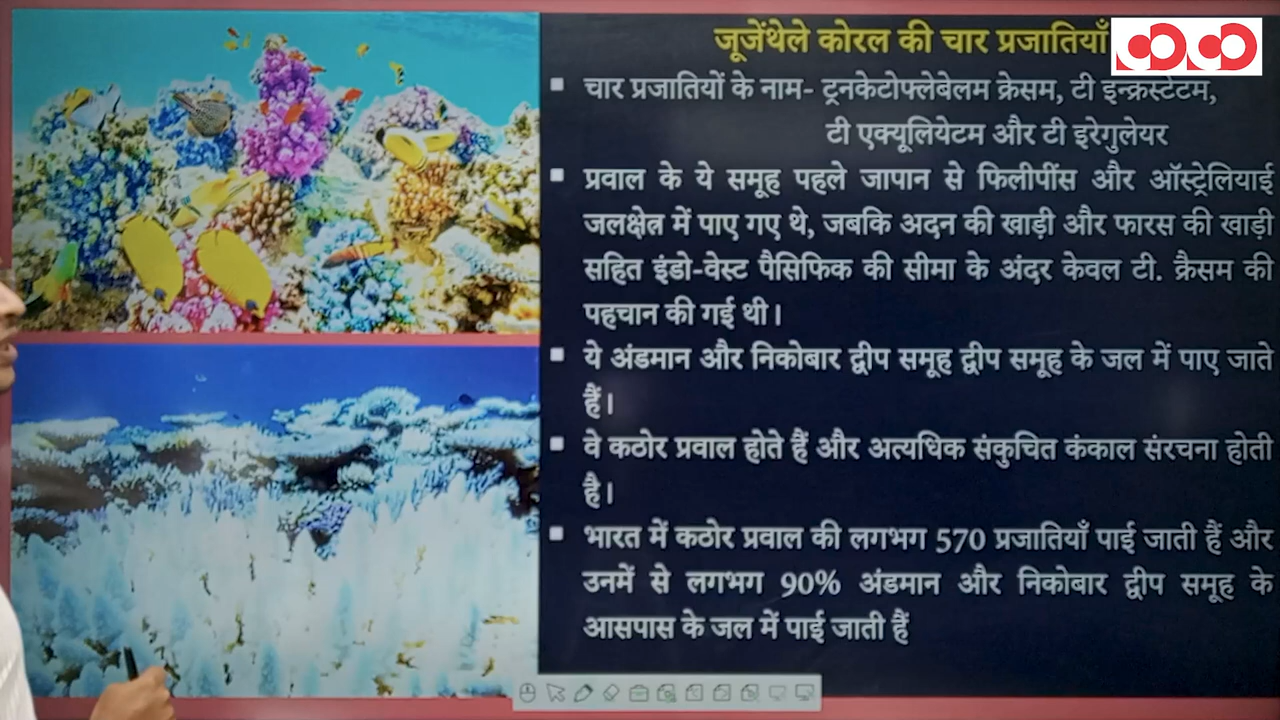 जूजेंथेले कोरल की चार प्रजातियाँ
▪ चार प्रजातियों के नाम- ट्रनकेटोफ्लेबेलम क्रेसम, टी इन्क्रस्टेटम,
टी एक्यूलियेटम और टी इरेगुलेयर
▪ प्रवाल के ये समूह पहले जापान से फिलीपींस और ऑस्ट्रेलियाई
जलक्षेत्र में पाए गए थे, जबकि अदन की खाड़ी और फारस की खाड़ी
सहित इंडो-वेस्ट पैसिफिक की सीमा के अंदर केवल टी. क्रैसम की
पहचान की गई थी।
▪ ये अंडमान और निकोबार द्वीप समूह द्वीप समूह के जल में पाए जाते
हैं।
▪ वे कठोर प्रवाल होते हैं और अत्यधिक संकुचित कंकाल संरचना होती
है।
▪ भारत में कठोर प्रवाल की लगभग 570 प्रजातियाँ पाई जाती हैं और
उनमें से लगभग 90% अंडमान और निकोबार द्वीप समूह के
आसपास के जल में पाई जाती हैं